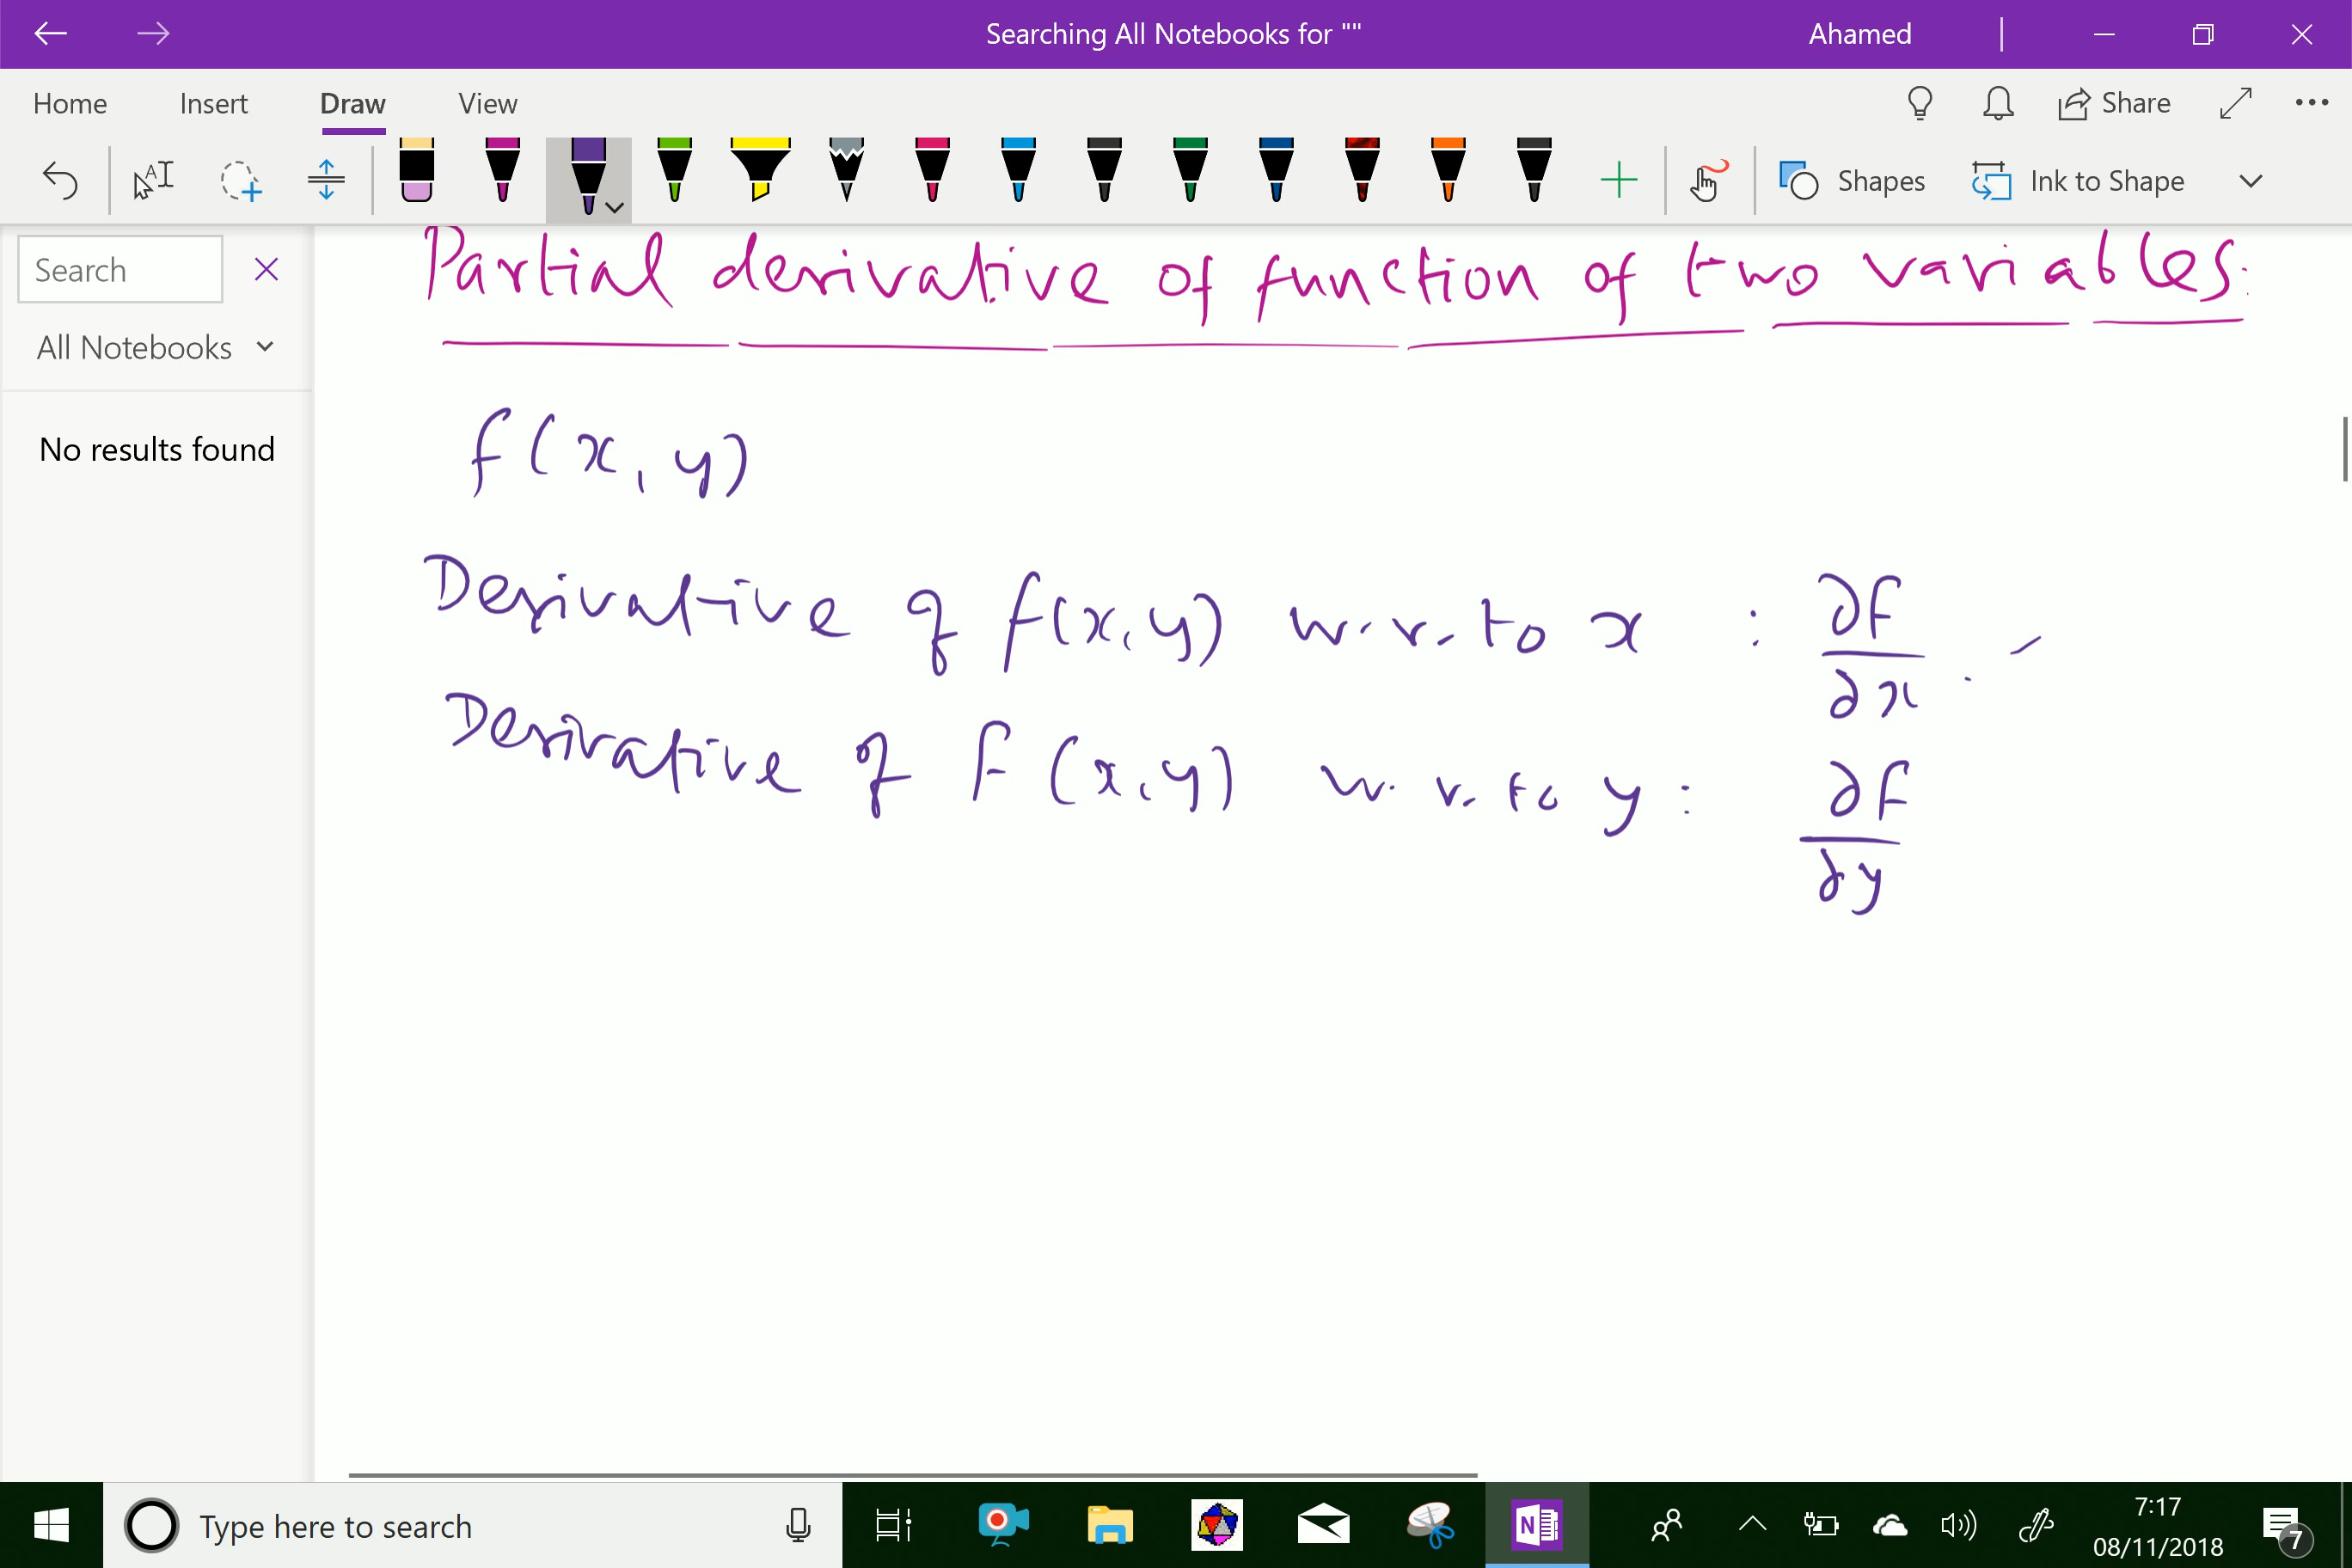 Searching All Notebooks for ""
Ahamed
Home Insert Draw View
Share
Shapes
Ink to Shape
Search
All Notebooks
No results found
Partial derivative of function of two variables:
f(x, y)
Derivative of f(x, y) w.r. to x : ∂f/∂x.
Derivative of f(x, y) w.r. to y : ∂f/∂y
Type here to search
N
7:17
08/11/2018
7